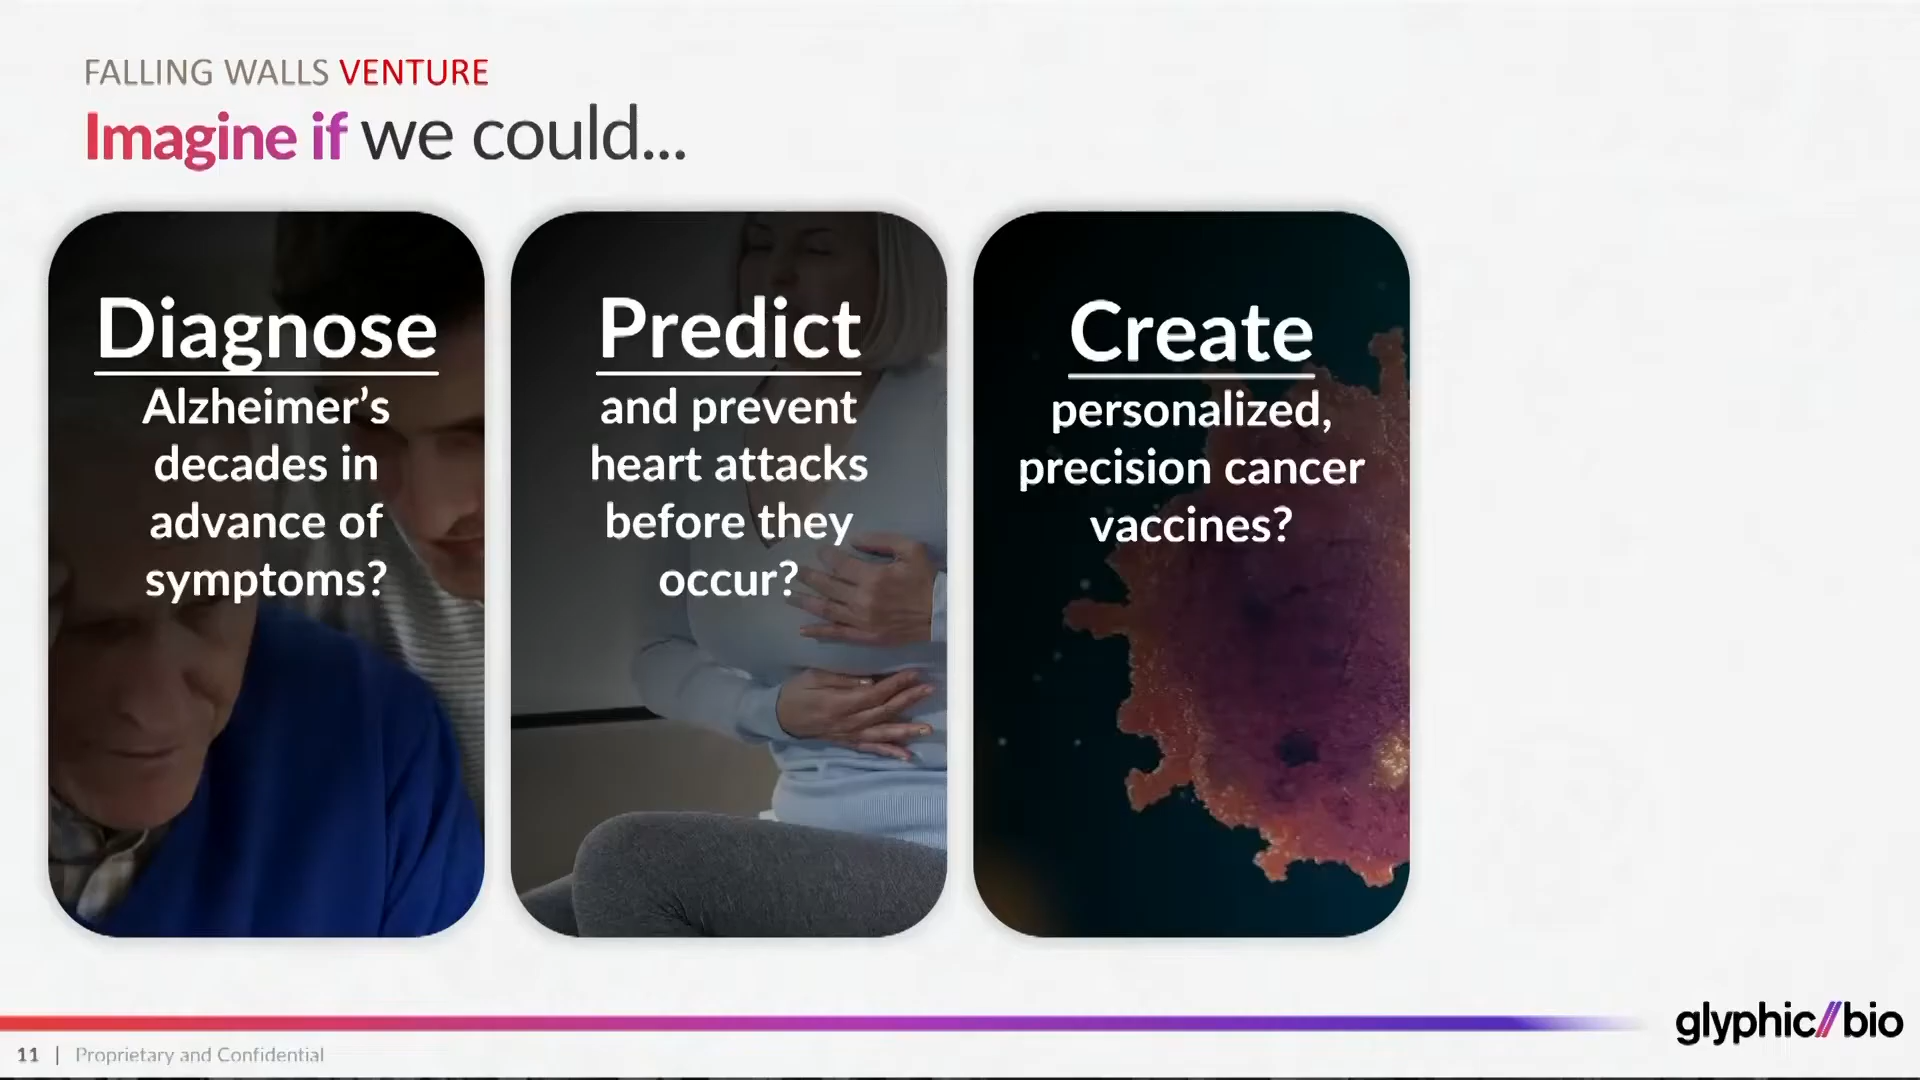 FALLING WALLS VENTURE
Imagine if we could...
Diagnose
Alzheimer’s
decades in
advance of
symptoms?
Predict
and prevent
heart attacks
before they
occur?
Create
personalized,
precision cancer
vaccines?
glyphic//bio
11 | Proprietary and Confidential